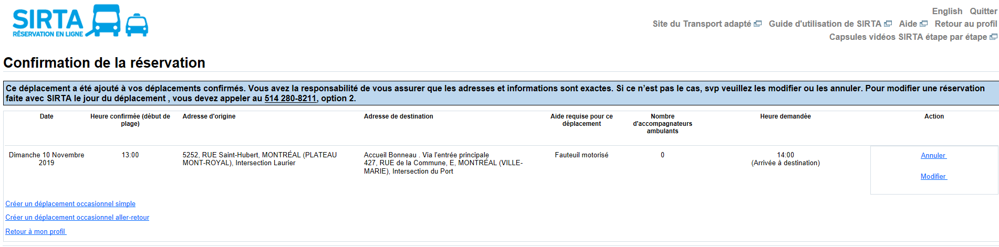 SIRTA
RÉSERVATION EN LIGNE
English Quitter
Site du Transport adapté Guide d'utilisation de SIRTA Aide Retour au profil
Capsules vidéos SIRTA étape par étape
Confirmation de la réservation
Ce déplacement a été ajouté à vos déplacements confirmés. Vous avez la responsabilité de vous assurer que les adresses et informations sont exactes. Si ce n’est pas le cas, svp veuillez les modifier ou les annuler. Pour modifier une réservation
faite avec SIRTA le jour du déplacement , vous devez appeler au 514 280-8211, option 2.
Date
Heure confirmée (début de
plage)
Adresse d'origine
Adresse de destination
Aide requise pour ce
déplacement
Nombre
d'accompagnateurs
ambulants
Heure demandée
Action
Dimanche 10 Novembre
2019
13:00
5252, RUE Saint-Hubert, MONTRÉAL (PLATEAU
MONT-ROYAL), Intersection Laurier
Accueil Bonneau . Via l'entrée principale
427, RUE de la Commune, E, MONTRÉAL (VILLE-
MARIE), Intersection du Port
Fauteuil motorisé
0
14:00
(Arrivée à destination)
Annuler
Modifier
Créer un déplacement occasionnel simple
Créer un déplacement occasionnel aller-retour
Retour à mon profil